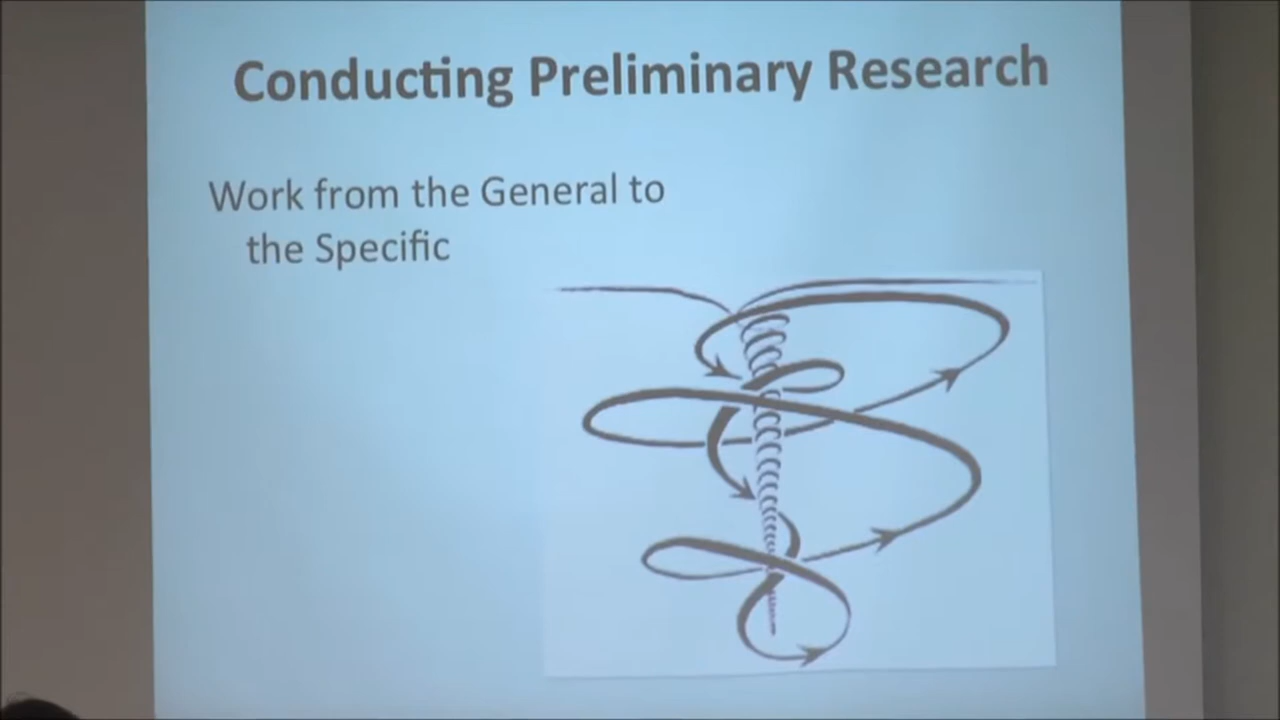 Conducting Preliminary Research
Work from the General to
the Specific